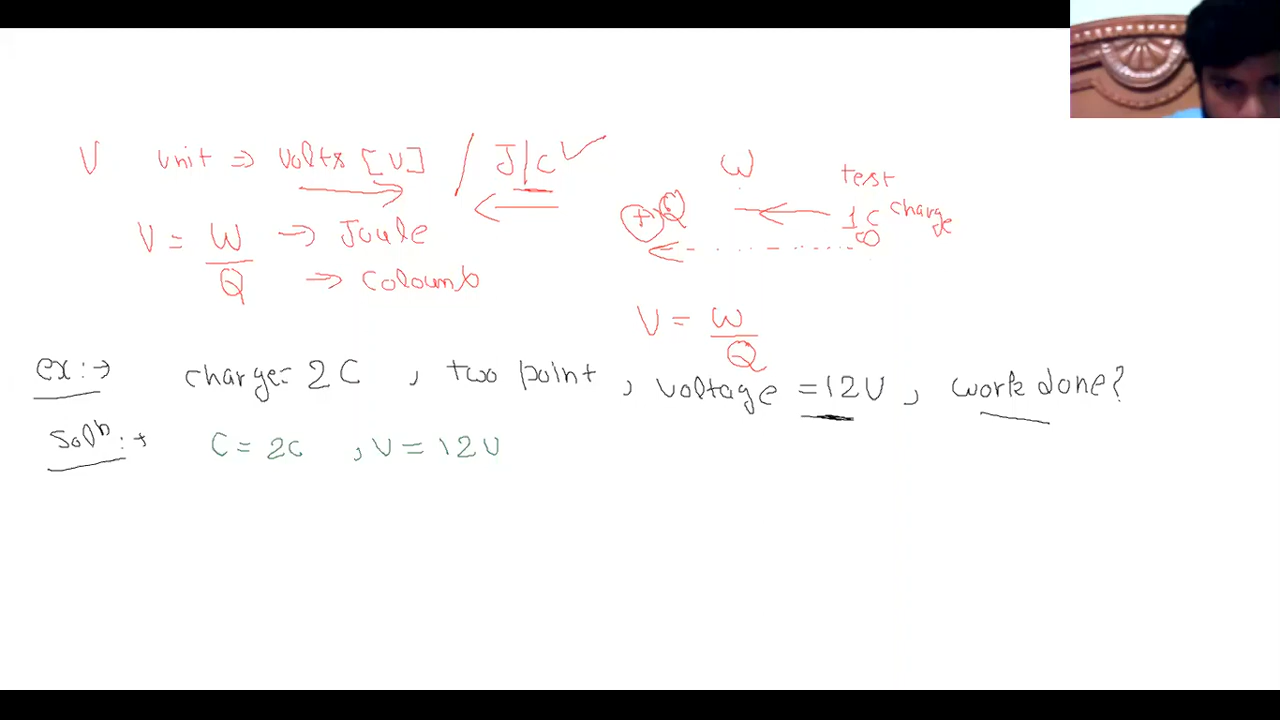 V unit ⇒ volts [V] / J/C ✓
V = W/Q → Joule
→ Coloumb
W
test
+ Q ← 1C charge
∞
V = W/Q
ex:→ charge= 2C , two point , voltage =12V , work done?
Solⁿ:→ C= 2C , V=12V